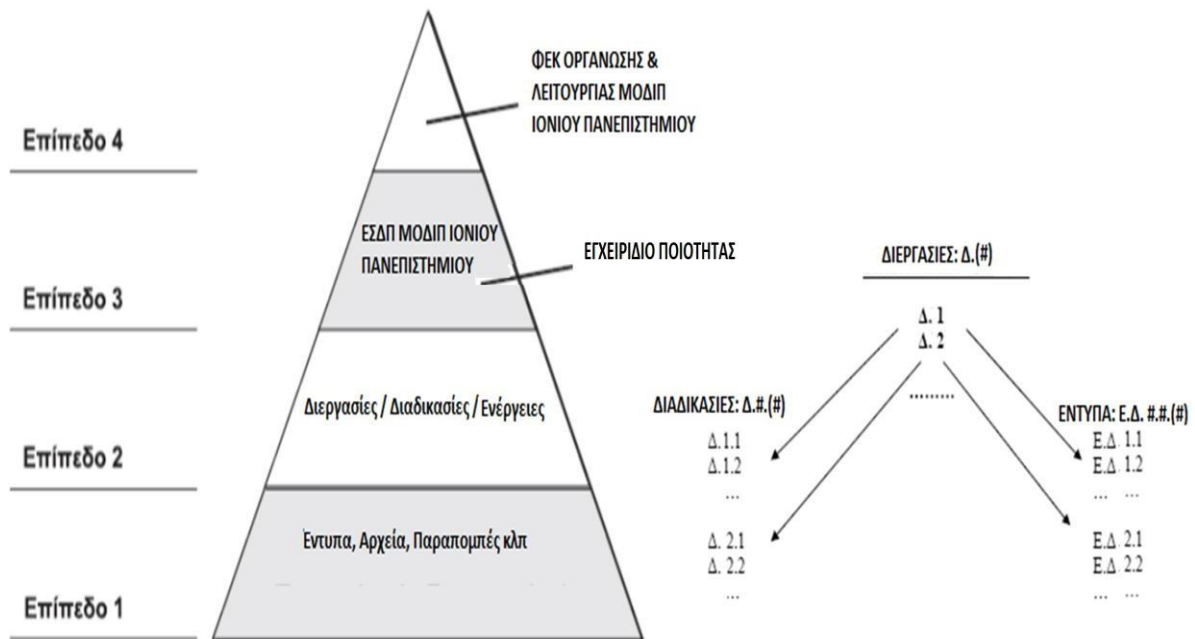 ΦΕΚ ΟΡΓΑΝΩΣΗΣ &
ΛΕΙΤΟΥΡΓΙΑΣ ΜΟΔΙΠ
ΙΟΝΙΟΥ ΠΑΝΕΠΙΣΤΗΜΙΟΥ
Επίπεδο 4
ΕΣΔΠ ΜΟΔΙΠ ΙΟΝΙΟΥ
ΠΑΝΕΠΙΣΤΗΜΙΟΥ
ΕΓΧΕΙΡΙΔΙΟ ΠΟΙΟΤΗΤΑΣ
Επίπεδο 3
Διεργασίες / Διαδικασίες / Ενέργειες
Επίπεδο 2
Έντυπα, Αρχεία, Παραπομπές κλπ
Επίπεδο 1
ΔΙΕΡΓΑΣΙΕΣ: Δ.(#)
Δ. 1
Δ. 2
.........
ΔΙΑΔΙΚΑΣΙΕΣ: Δ.#.(#)
Δ.1.1
Δ.1.2
...
Δ. 2.1
Δ. 2.2
...
ΕΝΤΥΠΑ: Ε.Δ. #.#.(#)
Ε.Δ. 1.1
Ε.Δ. 1.2
... ...
Ε.Δ. 2.1
Ε.Δ. 2.2
... ...